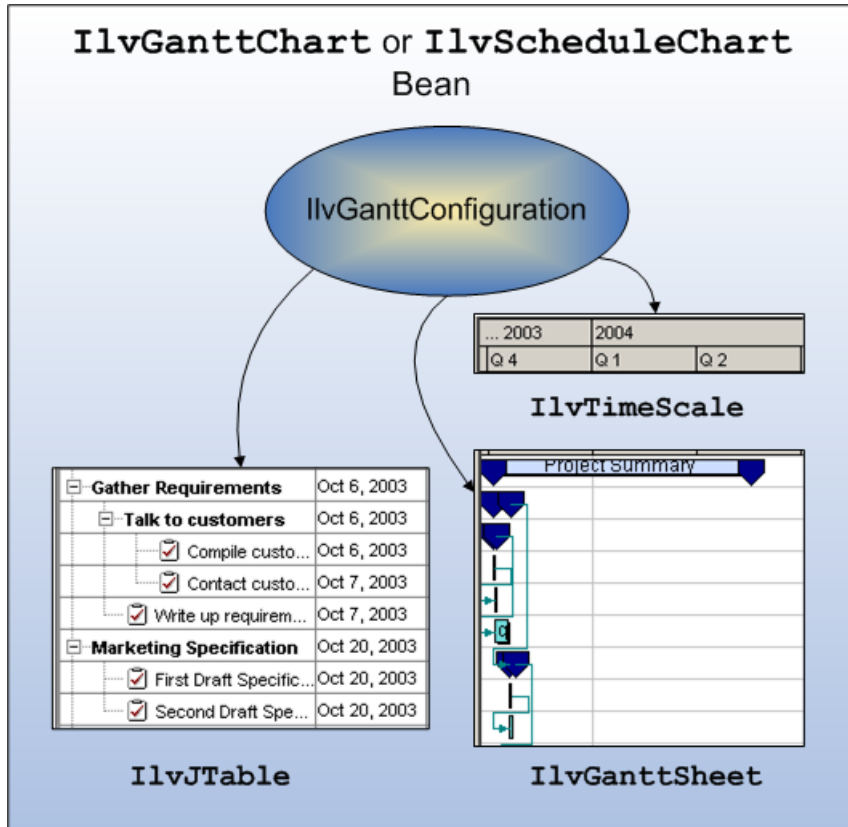 IlvGanttChart or IlvScheduleChart
Bean
IlvGanttConfiguration
... 2003 2004
Q 4 Q 1 Q 2
IlvTimeScale
Gather Requirements Oct 6, 2003
Talk to customers Oct 6, 2003
Compile custo... Oct 6, 2003
Contact custo... Oct 7, 2003
Write up requirem... Oct 7, 2003
Marketing Specification Oct 20, 2003
First Draft Specific... Oct 20, 2003
Second Draft Spe... Oct 20, 2003
IlvJTable
Project Summary
IlvGanttSheet